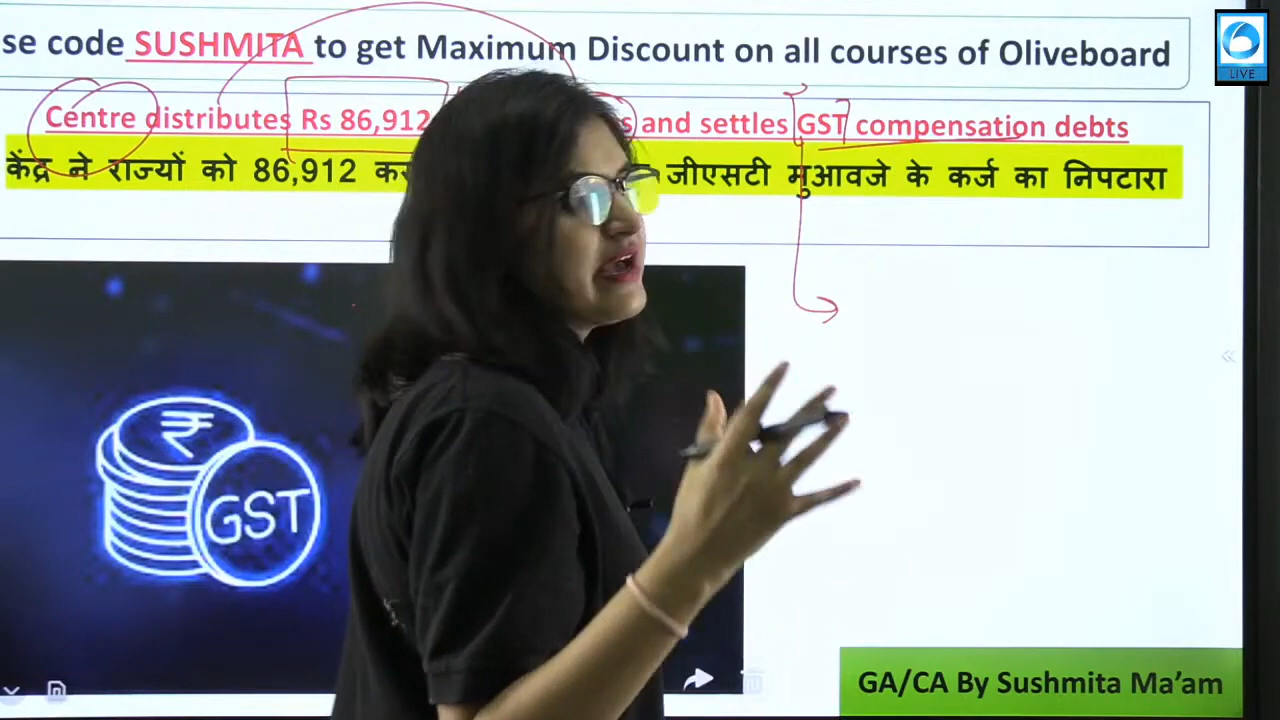 se code SUSHMITA to get Maximum Discount on all courses of Oliveboard
LIVE
Centre distributes Rs 86,912 and settles GST compensation debts
केंद्र ने राज्यों को 86,912 जीएसटी मुआवजे के कर्ज का निपटारा
₹
GST
GA/CA By Sushmita Ma'am